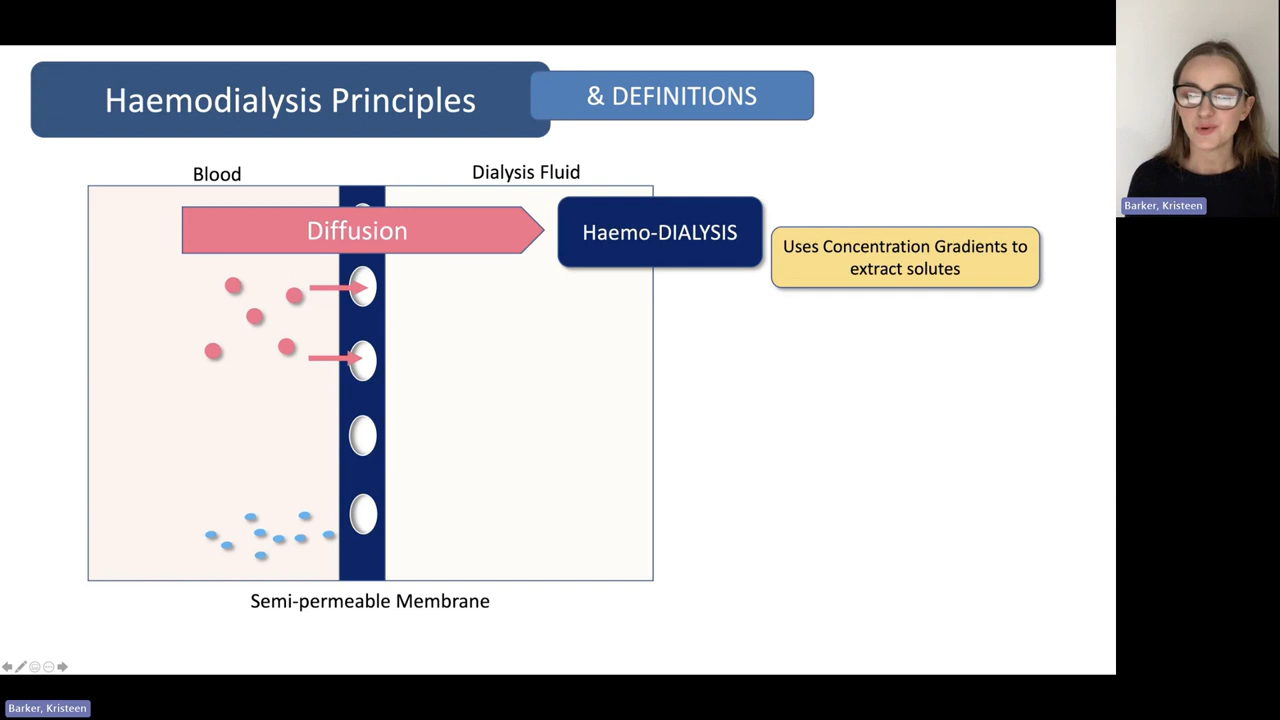 Haemodialysis Principles
& DEFINITIONS
Blood
Dialysis Fluid
Diffusion
Haemo-DIALYSIS
Uses Concentration Gradients to
extract solutes
Semi-permeable Membrane
Barker, Kristeen
Barker, Kristeen